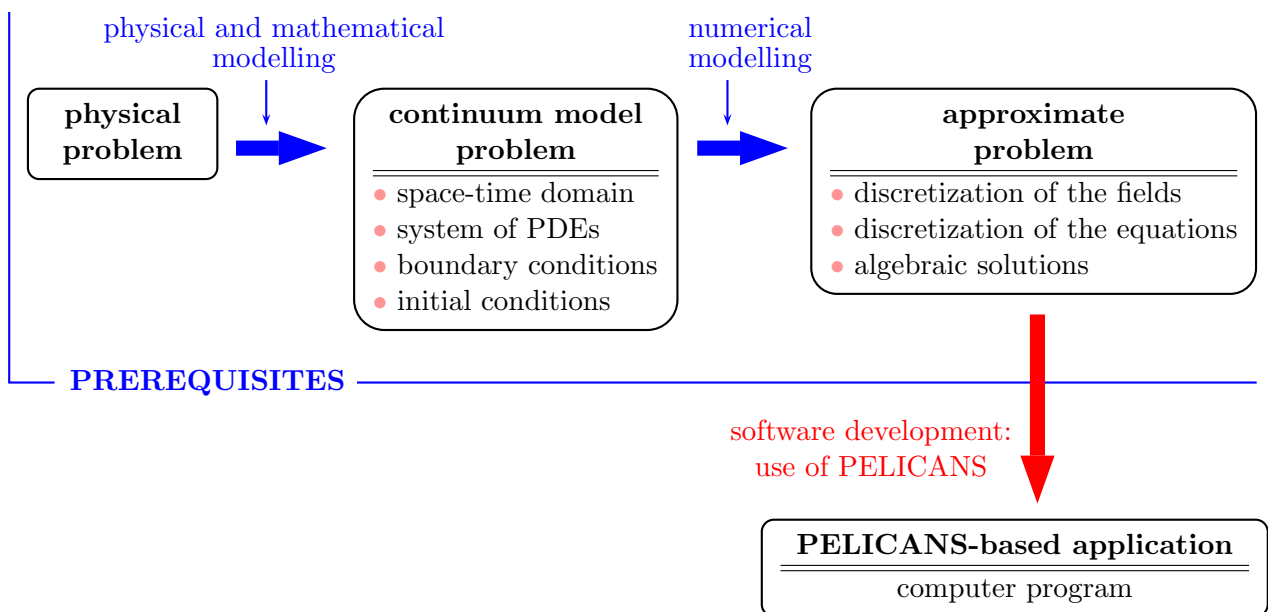 physical and mathematical
modelling
numerical
modelling
physical
problem
continuum model
problem
• space-time domain
• system of PDEs
• boundary conditions
• initial conditions
approximate
problem
• discretization of the fields
• discretization of the equations
• algebraic solutions
PREREQUISITES
software development:
use of PELICANS
PELICANS-based application
computer program